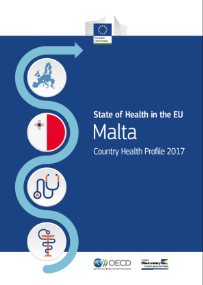 State of Health in the EU
Malta
Country Health Profile 2017
OECD